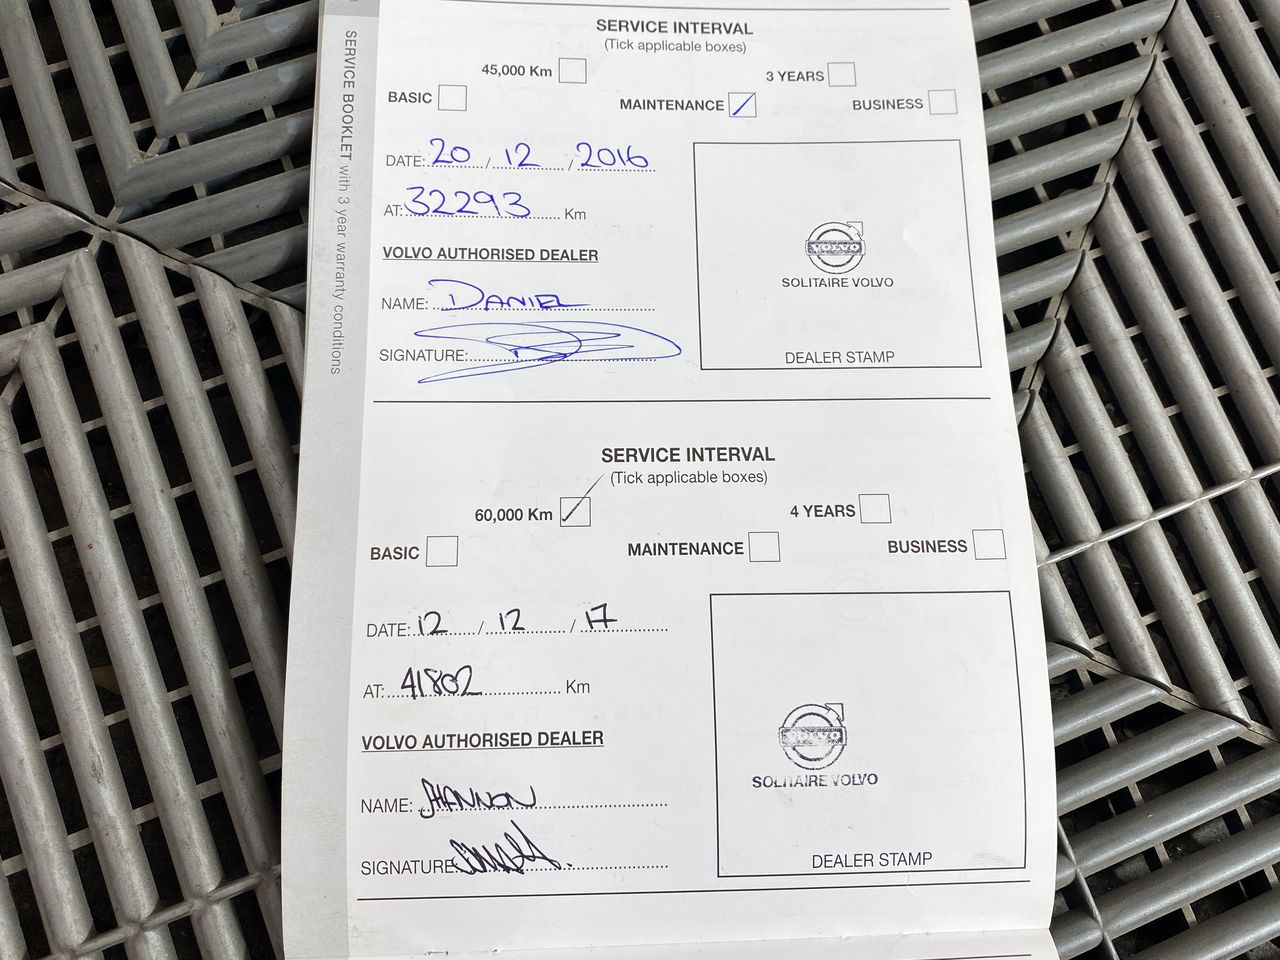 SERVICE BOOKLET with 3 year warranty conditions
SERVICE INTERVAL
(Tick applicable boxes)
45,000 Km
3 YEARS
BASIC
MAINTENANCE
BUSINESS
DATE: 20 / 12 / 2016
AT: 32293 Km
VOLVO AUTHORISED DEALER
NAME: DANIEL
SIGNATURE:
VOLVO
SOLITAIRE VOLVO
DEALER STAMP
SERVICE INTERVAL
(Tick applicable boxes)
60,000 Km
4 YEARS
BASIC
MAINTENANCE
BUSINESS
DATE: 12 / 12 / 17
AT: 41802 Km
VOLVO AUTHORISED DEALER
NAME: SHANNON
SIGNATURE:
VOLVO
SOLITAIRE VOLVO
DEALER STAMP